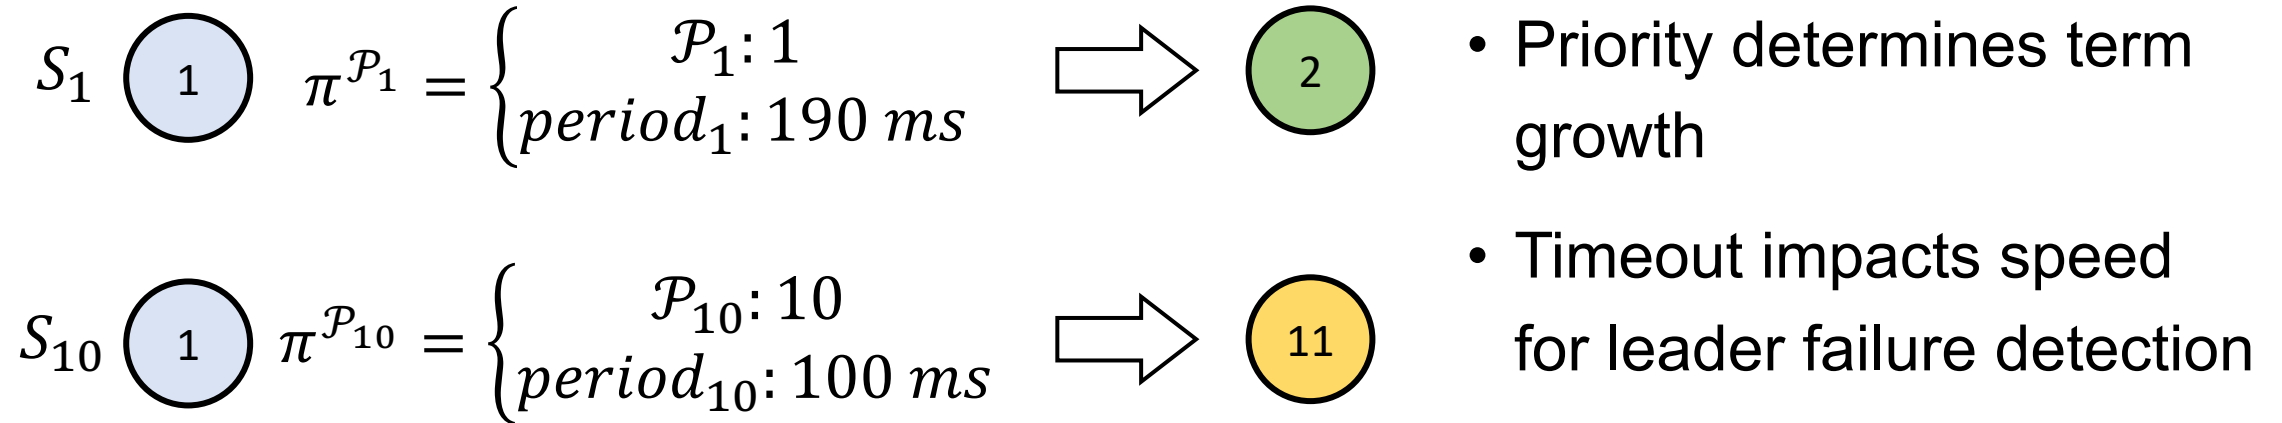 S₁ 1 π^𝒫₁ = { 𝒫₁: 1
period₁: 190 ms
2
S₁₀ 1 π^𝒫₁₀ = { 𝒫₁₀: 10
period₁₀: 100 ms
11
• Priority determines term
growth
• Timeout impacts speed
for leader failure detection